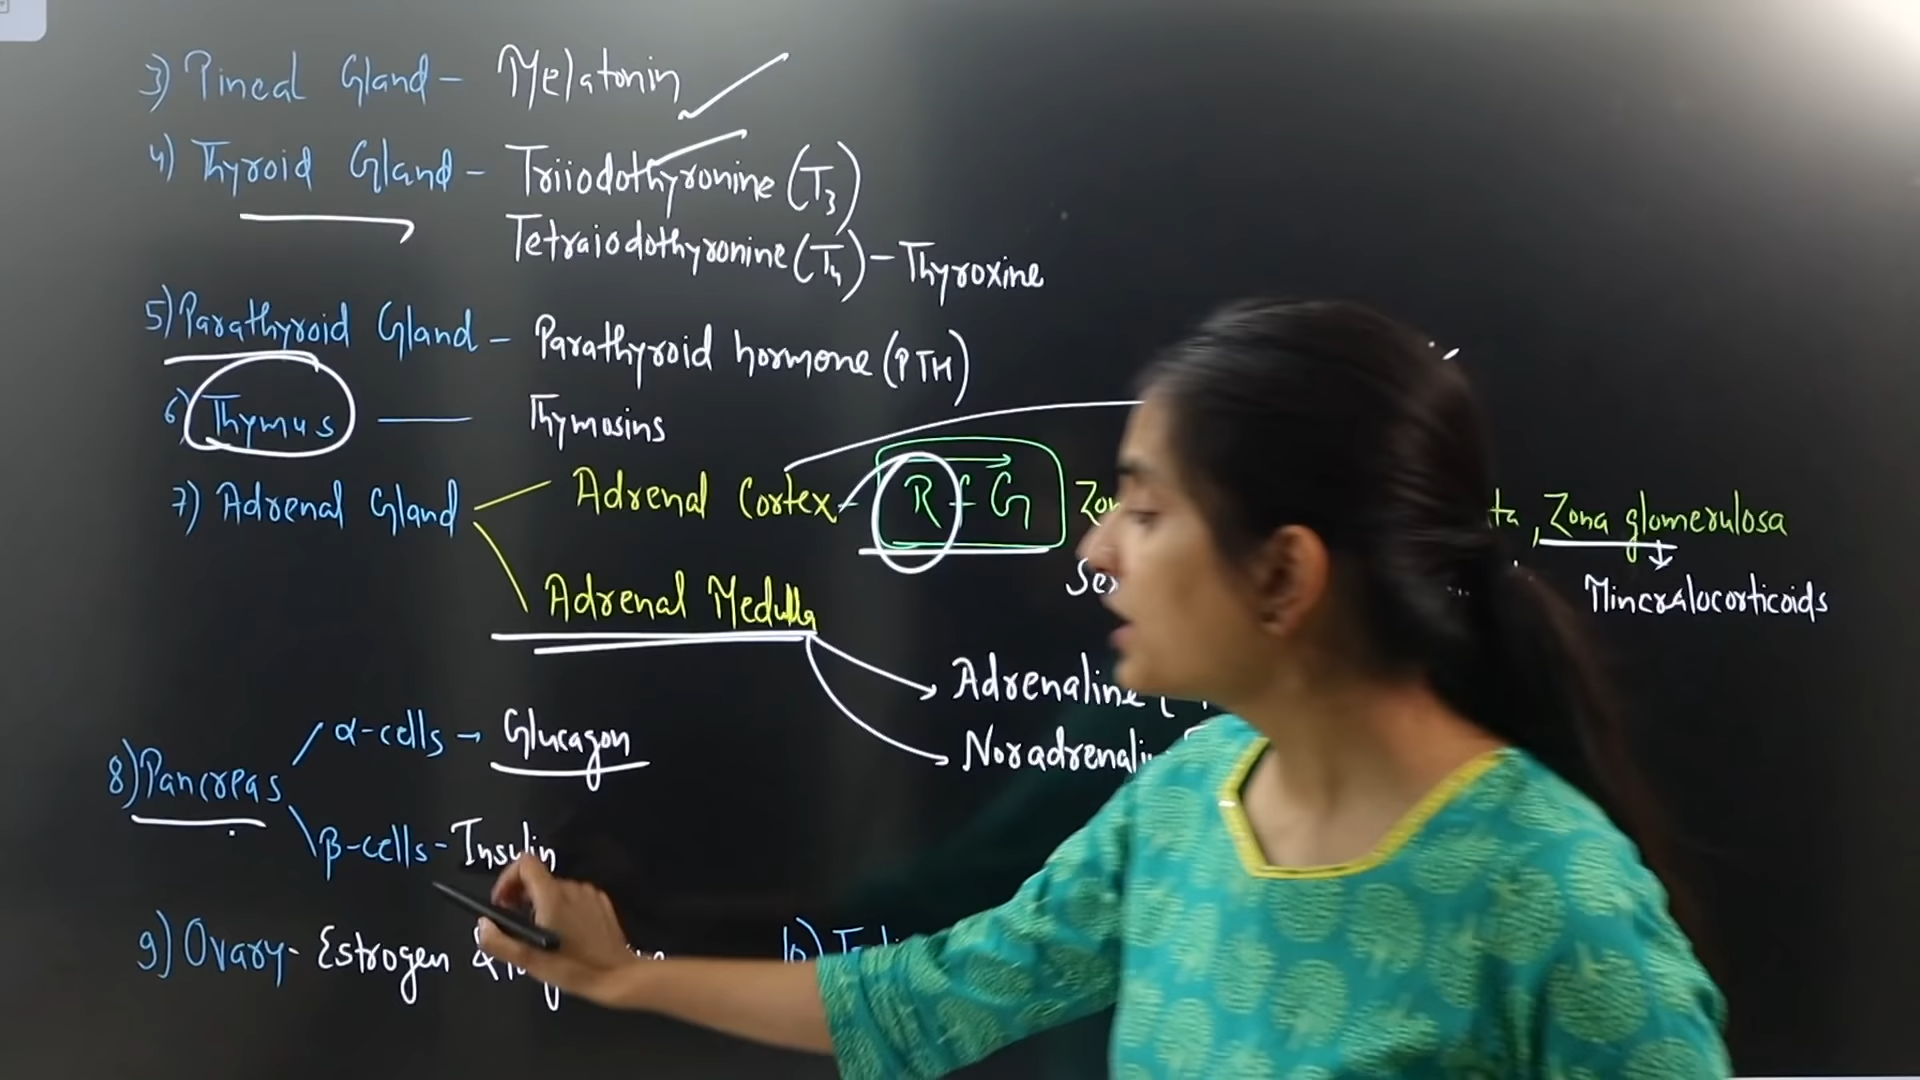 3) Pineal Gland - Melatonin
4) Thyroid Gland - Triiodothyronine (T3)
Tetraiodothyronine (T4) - Thyroxine
5) Parathyroid Gland - Parathyroid hormone (PTH)
6) Thymus — Thymosins
7) Adrenal Gland
Adrenal Cortex - R F G , Zona glomerulosa
Mineralocorticoids
Adrenal Medulla
Adrenaline
8) Pancreas
α-cells → Glucagon
β-cells - Insulin
9) Ovary - Estrogen &